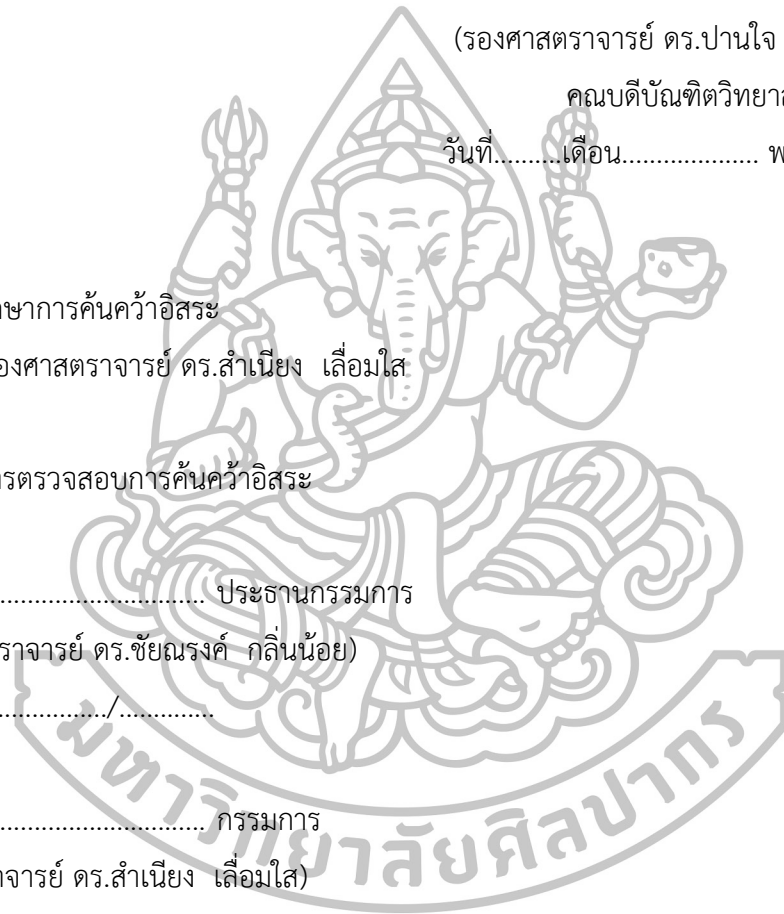 (รองศาสตราจารย์ ดร.ปานใจ
คณบดีบัณฑิตวิทยา
วันที่..........เดือน.................... พ
ษาการค้นคว้าอิสระ
องศาสตราจารย์ ดร.สำเนียง เลื่อมใส
ารตรวจสอบการค้นคว้าอิสระ
.............................. ประธานกรรมการ
ราจารย์ ดร.ชัยณรงค์ กลิ่นน้อย)
................/..............
.............................. กรรมการ
าจารย์ ดร.สำเนียง เลื่อมใส)
มหาวิทยาลัยศิลปากร